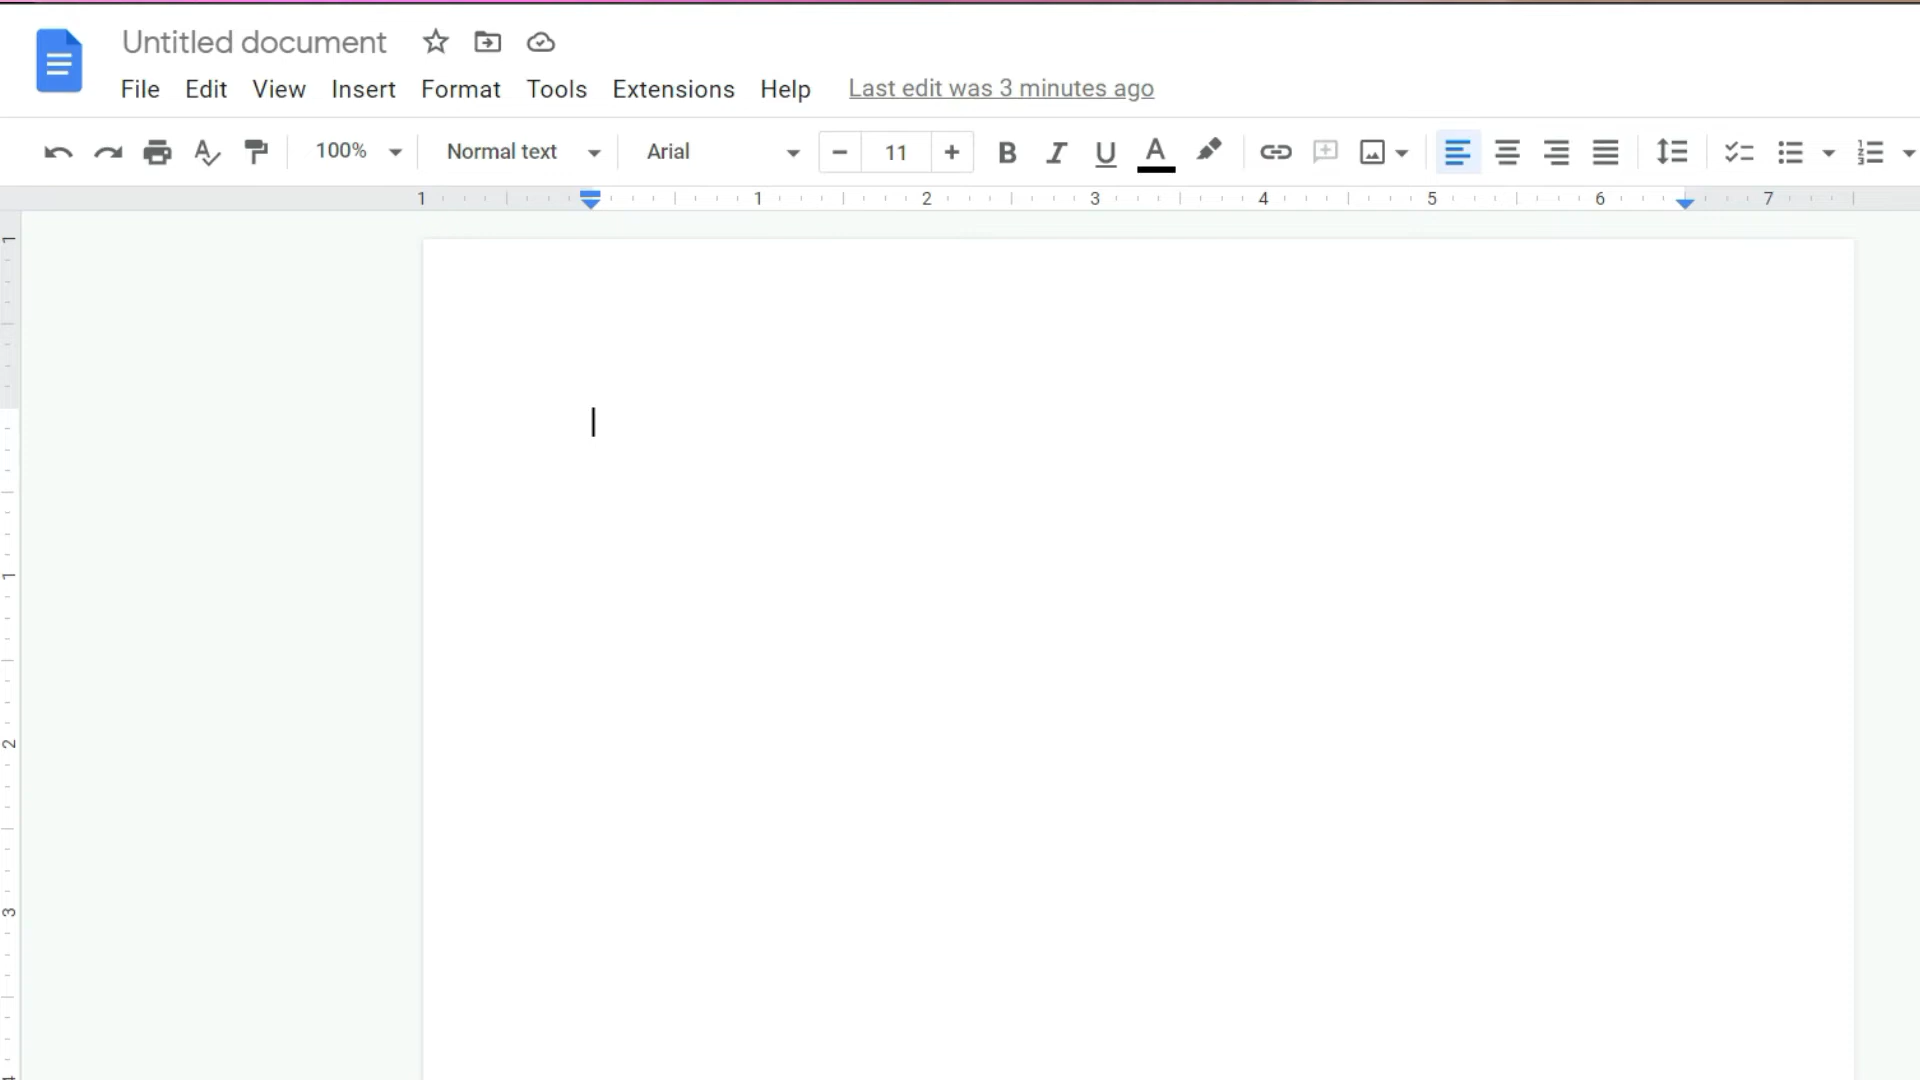 Untitled document
File Edit View Insert Format Tools Extensions Help Last edit was 3 minutes ago
100% Normal text Arial − 11 + B I U A
1 1 2 3 4 5 6 7
1
1
2
3